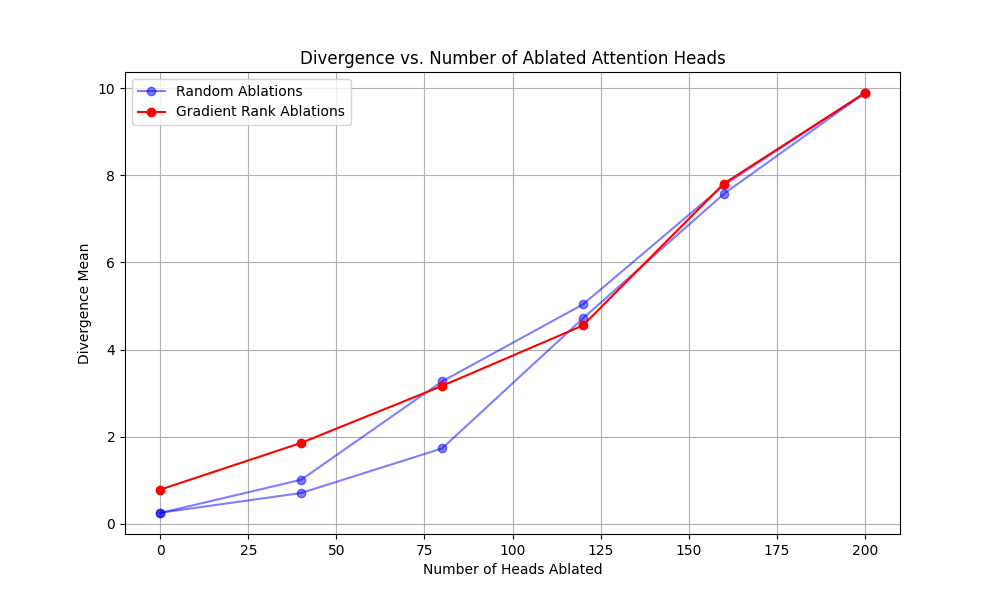 Divergence vs. Number of Ablated Attention Heads
Random Ablations
Gradient Rank Ablations
10
8
6
4
2
0
Divergence Mean
0 25 50 75 100 125 150 175 200
Number of Heads Ablated